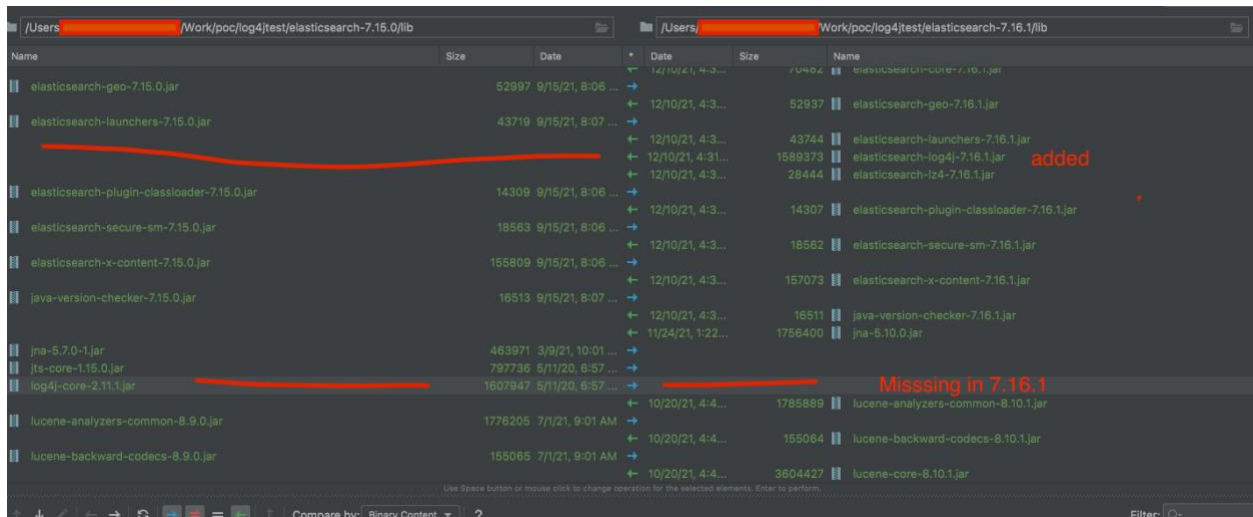 /Users /Work/poc/log4jtest/elasticsearch-7.15.0/lib /Users/ /Work/poc/log4jtest/elasticsearch-7.16.1/lib
Name Size Date * Date Size Name
12/10/21, 4:3... 70482 elasticsearch-core-7.16.1.jar
elasticsearch-geo-7.15.0.jar 52997 9/15/21, 8:06 ...
12/10/21, 4:3... 52937 elasticsearch-geo-7.16.1.jar
elasticsearch-launchers-7.15.0.jar 43719 9/15/21, 8:07 ...
12/10/21, 4:3... 43744 elasticsearch-launchers-7.16.1.jar
12/10/21, 4:31... 1589373 elasticsearch-log4j-7.16.1.jar added
12/10/21, 4:3... 28444 elasticsearch-lz4-7.16.1.jar
elasticsearch-plugin-classloader-7.15.0.jar 14309 9/15/21, 8:06 ...
12/10/21, 4:3... 14307 elasticsearch-plugin-classloader-7.16.1.jar
elasticsearch-secure-sm-7.15.0.jar 18563 9/15/21, 8:06 ...
12/10/21, 4:3... 18562 elasticsearch-secure-sm-7.16.1.jar
elasticsearch-x-content-7.15.0.jar 155809 9/15/21, 8:06 ...
12/10/21, 4:3... 157073 elasticsearch-x-content-7.16.1.jar
java-version-checker-7.15.0.jar 16513 9/15/21, 8:07 ...
12/10/21, 4:3... 16511 java-version-checker-7.16.1.jar
11/24/21, 1:22... 1756400 jna-5.10.0.jar
jna-5.7.0-1.jar 463971 3/9/21, 10:01 ...
jts-core-1.15.0.jar 797736 5/11/20, 6:57 ...
log4j-core-2.11.1.jar 1607947 5/11/20, 6:57 ... Misssing in 7.16.1
10/20/21, 4:4... 1785889 lucene-analyzers-common-8.10.1.jar
lucene-analyzers-common-8.9.0.jar 1776205 7/1/21, 9:01 AM
10/20/21, 4:4... 155064 lucene-backward-codecs-8.10.1.jar
lucene-backward-codecs-8.9.0.jar 155065 7/1/21, 9:01 AM
10/20/21, 4:4... 3604427 lucene-core-8.10.1.jar
Use Space button or mouse click to change operation for the selected elements. Enter to perform.
Compare by: Binary Content ? Filter: